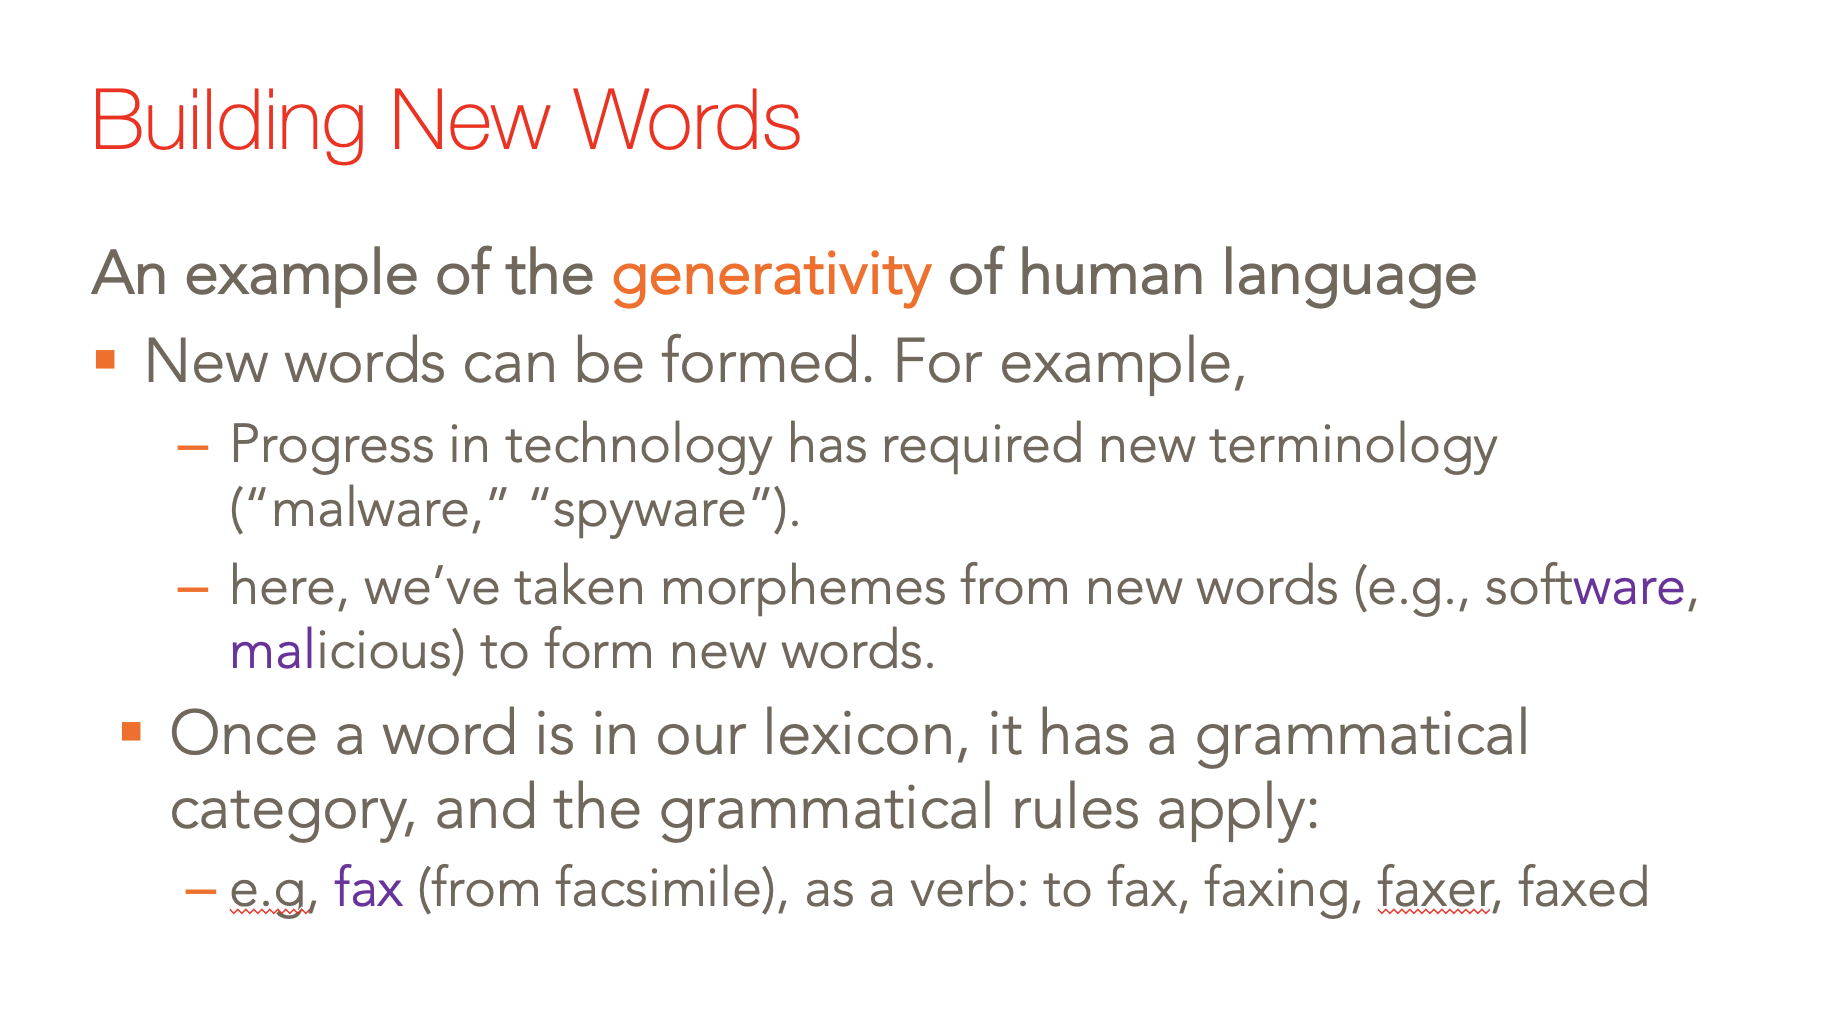 Building New Words
An example of the generativity of human language
▪ New words can be formed. For example,
– Progress in technology has required new terminology
(“malware,” “spyware”).
– here, we’ve taken morphemes from new words (e.g., software,
malicious) to form new words.
▪ Once a word is in our lexicon, it has a grammatical
category, and the grammatical rules apply:
– e.g, fax (from facsimile), as a verb: to fax, faxing, faxer, faxed